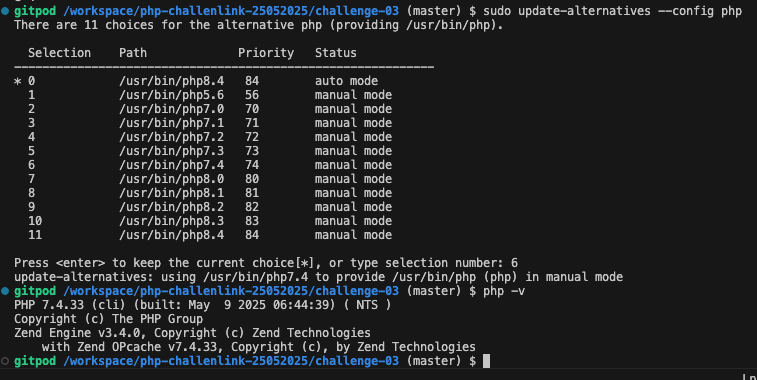 gitpod /workspace/php-challenlink-25052025/challenge-03 (master) $ sudo update-alternatives --config php
There are 11 choices for the alternative php (providing /usr/bin/php).
Selection Path Priority Status
------------------------------------------------------------
* 0 /usr/bin/php8.4 84 auto mode
1 /usr/bin/php5.6 56 manual mode
2 /usr/bin/php7.0 70 manual mode
3 /usr/bin/php7.1 71 manual mode
4 /usr/bin/php7.2 72 manual mode
5 /usr/bin/php7.3 73 manual mode
6 /usr/bin/php7.4 74 manual mode
7 /usr/bin/php8.0 80 manual mode
8 /usr/bin/php8.1 81 manual mode
9 /usr/bin/php8.2 82 manual mode
10 /usr/bin/php8.3 83 manual mode
11 /usr/bin/php8.4 84 manual mode
Press <enter> to keep the current choice[*], or type selection number: 6
update-alternatives: using /usr/bin/php7.4 to provide /usr/bin/php (php) in manual mode
gitpod /workspace/php-challenlink-25052025/challenge-03 (master) $ php -v
PHP 7.4.33 (cli) (built: May  9 2025 06:44:39) ( NTS )
Copyright (c) The PHP Group
Zend Engine v3.4.0, Copyright (c) Zend Technologies
with Zend OPcache v7.4.33, Copyright (c), by Zend Technologies
gitpod /workspace/php-challenlink-25052025/challenge-03 (master) $